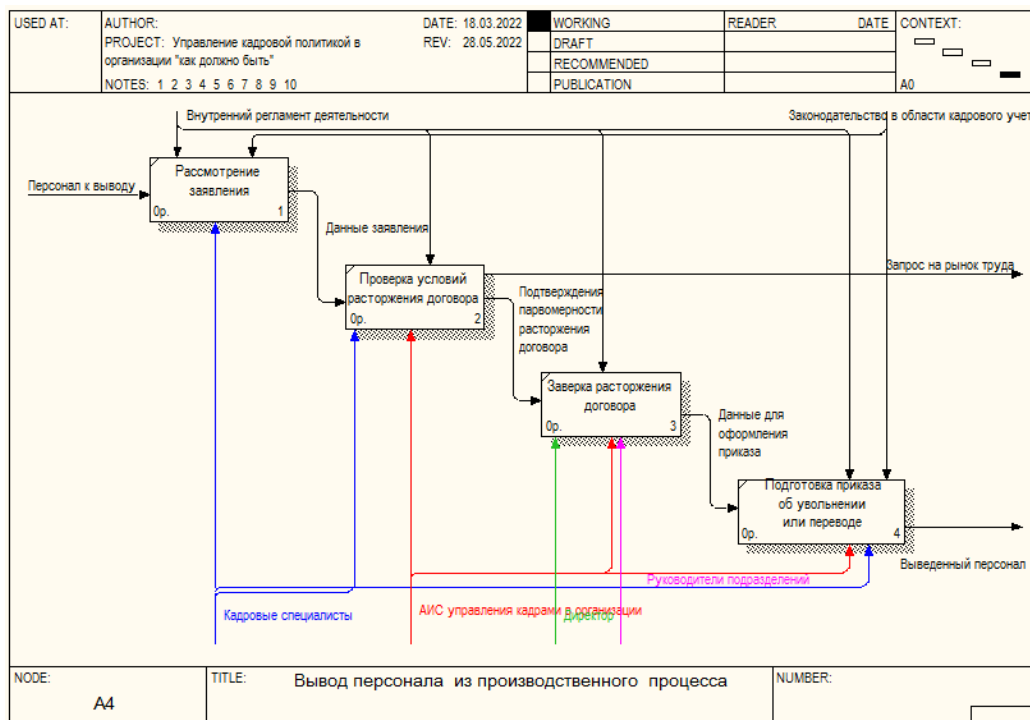 USED AT:
AUTHOR:
DATE: 18.03.2022
PROJECT: Управление кадровой политикой в
REV: 28.05.2022
организации "как должно быть"
NOTES: 1 2 3 4 5 6 7 8 9 10
WORKING
DRAFT
RECOMMENDED
PUBLICATION
READER
DATE
CONTEXT:
A0
Внутренний регламент деятельности
Законодательство в области кадрового учет
Персонал к выводу
Рассмотрение
заявления
0р.
1
Данные заявления
Проверка условий
расторжения договора
0р.
2
Запрос на рынок труда
Подтверждения
парвомерности
расторжения
договора
Заверка расторжения
договора
0р.
3
Данные для
оформления
приказа
Подготовка приказа
об увольнении
или переводе
0р.
4
Выведенный персонал
Руководители подразделений
Кадровые специалисты
АИС управления кадрами в организации
Директор
NODE:
A4
TITLE:
Вывод персонала из производственного процесса
NUMBER: